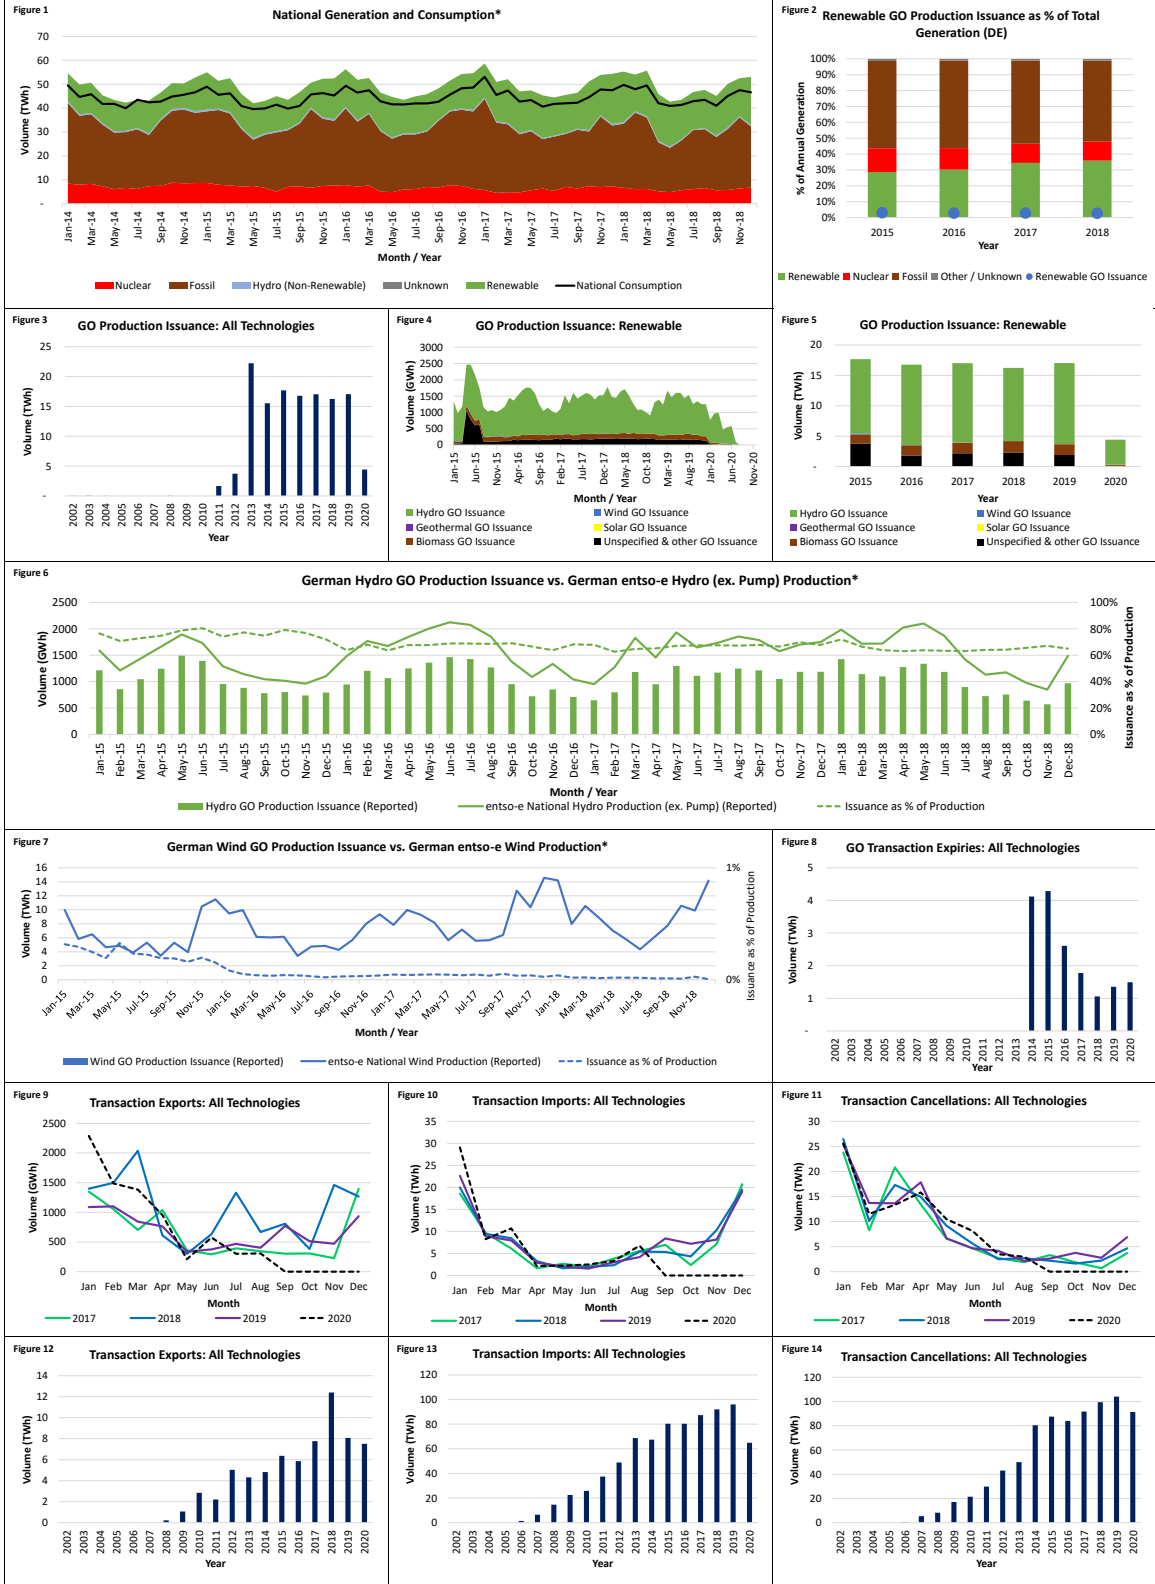 Figure 1
National Generation and Consumption*
Volume (TWh)
70
60
50
40
30
20
10
-
Jan-14
Mar-14
May-14
Jul-14
Sep-14
Nov-14
Jan-15
Mar-15
May-15
Jul-15
Sep-15
Nov-15
Jan-16
Mar-16
May-16
Jul-16
Sep-16
Nov-16
Jan-17
Mar-17
May-17
Jul-17
Sep-17
Nov-17
Jan-18
Mar-18
May-18
Jul-18
Sep-18
Nov-18
Month / Year
Nuclear Fossil Hydro (Non-Renewable) Unknown Renewable National Consumption
Figure 2
Renewable GO Production Issuance as % of Total
Generation (DE)
% of Annual Generation
100%
90%
80%
70%
60%
50%
40%
30%
20%
10%
0%
2015 2016 2017 2018
Year
Renewable Nuclear Fossil Other / Unknown Renewable GO Issuance
Figure 3
GO Production Issuance: All Technologies
Volume (TWh)
25
20
15
10
5
-
2002
2003
2004
2005
2006
2007
2008
2009
2010
2011
2012
2013
2014
2015
2016
2017
2018
2019
2020
Year
Figure 4
GO Production Issuance: Renewable
Volume (GWh)
3000
2500
2000
1500
1000
500
0
Jan-15
Jun-15
Nov-15
Apr-16
Sep-16
Feb-17
Jul-17
Dec-17
May-18
Oct-18
Mar-19
Aug-19
Jan-20
Jun-20
Nov-20
Month / Year
Hydro GO Issuance Wind GO Issuance
Geothermal GO Issuance Solar GO Issuance
Biomass GO Issuance Unspecified & other GO Issuance
Figure 5
GO Production Issuance: Renewable
Volume (TWh)
20
15
10
5
-
2015 2016 2017 2018 2019 2020
Year
Hydro GO Issuance Wind GO Issuance
Geothermal GO Issuance Solar GO Issuance
Biomass GO Issuance Unspecified & other GO Issuance
Figure 6
German Hydro GO Production Issuance vs. German entso-e Hydro (ex. Pump) Production*
Volume (GWh)
2500
2000
1500
1000
500
0
100%
80%
60%
40%
20%
0%
Issuance as % of Production
Jan-15
Feb-15
Mar-15
Apr-15
May-15
Jun-15
Jul-15
Aug-15
Sep-15
Oct-15
Nov-15
Dec-15
Jan-16
Feb-16
Mar-16
Apr-16
May-16
Jun-16
Jul-16
Aug-16
Sep-16
Oct-16
Nov-16
Dec-16
Jan-17
Feb-17
Mar-17
Apr-17
May-17
Jun-17
Jul-17
Aug-17
Sep-17
Oct-17
Nov-17
Dec-17
Jan-18
Feb-18
Mar-18
Apr-18
May-18
Jun-18
Jul-18
Aug-18
Sep-18
Oct-18
Nov-18
Dec-18
Month / Year
Hydro GO Production Issuance (Reported) entso-e National Hydro Production (ex. Pump) (Reported) Issuance as % of Production
Figure 7
German Wind GO Production Issuance vs. German entso-e Wind Production*
Volume (TWh)
16
14
12
10
8
6
4
2
0
1%
0%
Issuance as % of Production
Jan-15
Mar-15
May-15
Jul-15
Sep-15
Nov-15
Jan-16
Mar-16
May-16
Jul-16
Sep-16
Nov-16
Jan-17
Mar-17
May-17
Jul-17
Sep-17
Nov-17
Jan-18
Mar-18
May-18
Jul-18
Sep-18
Nov-18
Month / Year
Wind GO Production Issuance (Reported) entso-e National Wind Production (Reported) Issuance as % of Production
Figure 8
GO Transaction Expiries: All Technologies
Volume (TWh)
5
4
3
2
1
-
2002
2003
2004
2005
2006
2007
2008
2009
2010
2011
2012
2013
2014
2015
2016
2017
2018
2019
2020
Year
Figure 9
Transaction Exports: All Technologies
Volume (GWh)
2500
2000
1500
1000
500
0
Jan Feb Mar Apr May Jun Jul Aug Sep Oct Nov Dec
Month
2017 2018 2019 2020
Figure 10
Transaction Imports: All Technologies
Volume (TWh)
35
30
25
20
15
10
5
0
Jan Feb Mar Apr May Jun Jul Aug Sep Oct Nov Dec
Month
2017 2018 2019 2020
Figure 11
Transaction Cancellations: All Technologies
Volume (TWh)
30
25
20
15
10
5
0
Jan Feb Mar Apr May Jun Jul Aug Sep Oct Nov Dec
Month
2017 2018 2019 2020
Figure 12
Transaction Exports: All Technologies
Volume (TWh)
14
12
10
8
6
4
2
0
2002
2003
2004
2005
2006
2007
2008
2009
2010
2011
2012
2013
2014
2015
2016
2017
2018
2019
2020
Year
Figure 13
Transaction Imports: All Technologies
Volume (TWh)
120
100
80
60
40
20
0
2002
2003
2004
2005
2006
2007
2008
2009
2010
2011
2012
2013
2014
2015
2016
2017
2018
2019
2020
Year
Figure 14
Transaction Cancellations: All Technologies
Volume (TWh)
120
100
80
60
40
20
0
2002
2003
2004
2005
2006
2007
2008
2009
2010
2011
2012
2013
2014
2015
2016
2017
2018
2019
2020
Year